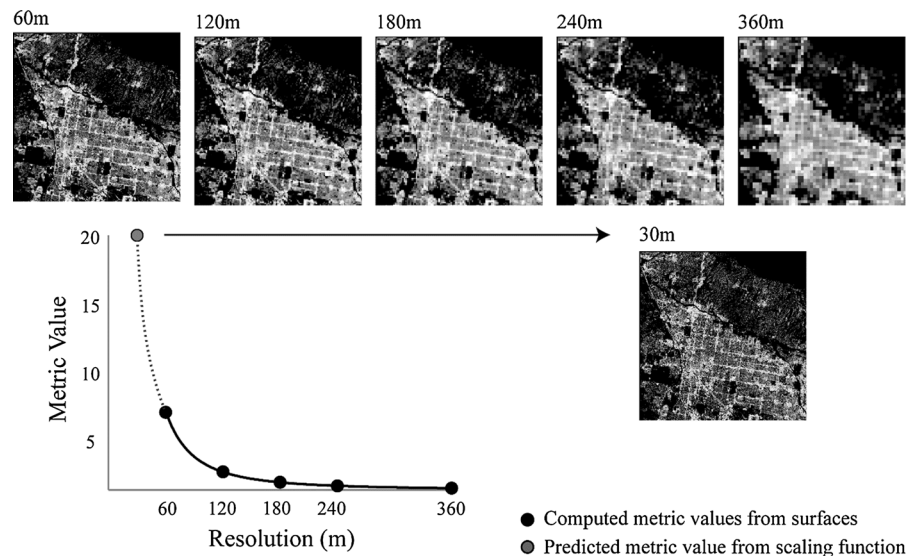 60m
120m
180m
240m
360m
30m
20
15
10
5
Metric Value
60
120
180
240
360
Resolution (m)
Computed metric values from surfaces
Predicted metric value from scaling function